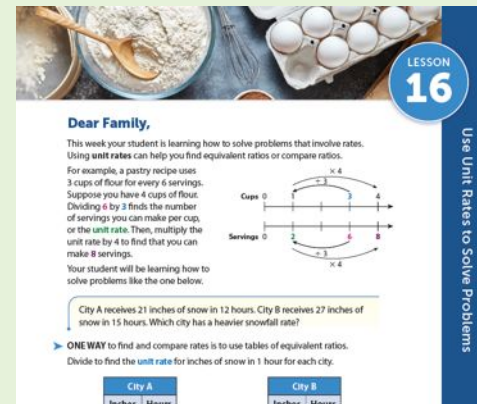 LESSON
16
Use Unit Rates to Solve Problems
Dear Family,
This week your student is learning how to solve problems that involve rates.
Using unit rates can help you find equivalent ratios or compare ratios.
For example, a pastry recipe uses
3 cups of flour for every 6 servings.
Suppose you have 4 cups of flour.
Dividing 6 by 3 finds the number
of servings you can make per cup,
or the unit rate. Then, multiply the
unit rate by 4 to find that you can
make 8 servings.
Your student will be learning how to
solve problems like the one below.
× 4
÷ 3
Cups 0 1 3 4
Servings 0 2 6 8
÷ 3
× 4
City A receives 21 inches of snow in 12 hours. City B receives 27 inches of
snow in 15 hours. Which city has a heavier snowfall rate?
ONE WAY to find and compare rates is to use tables of equivalent ratios.
Divide to find the unit rate for inches of snow in 1 hour for each city.
City A
Inches Hours
City B
Inches Hours